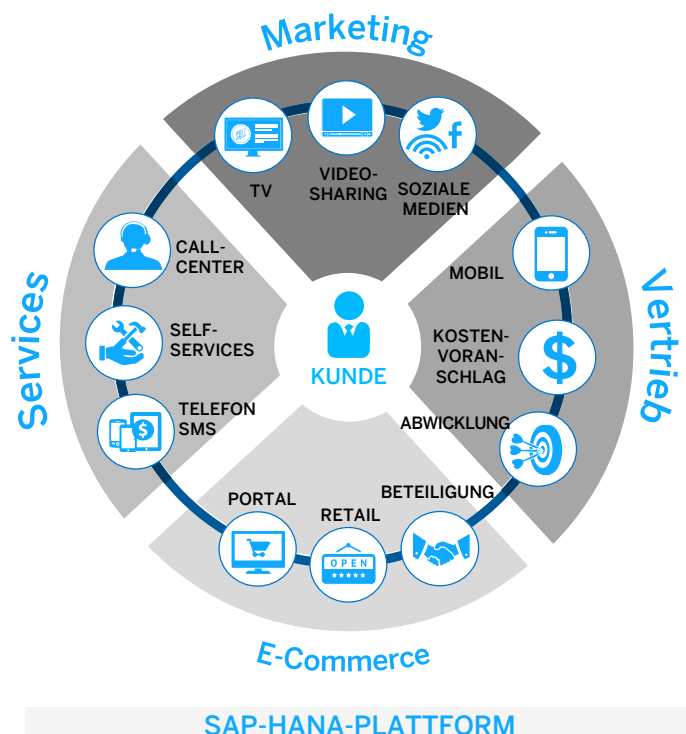 Marketing
TV
VIDEO-
SHARING
SOZIALE
MEDIEN
Services
CALL-
CENTER
SELF-
SERVICES
TELEFON
SMS
KUNDE
Vertrieb
MOBIL
KOSTEN-
VORAN-
SCHLAG
ABWICKLUNG
PORTAL
RETAIL
OPEN
BETEILIGUNG
E-Commerce
SAP-HANA-PLATTFORM